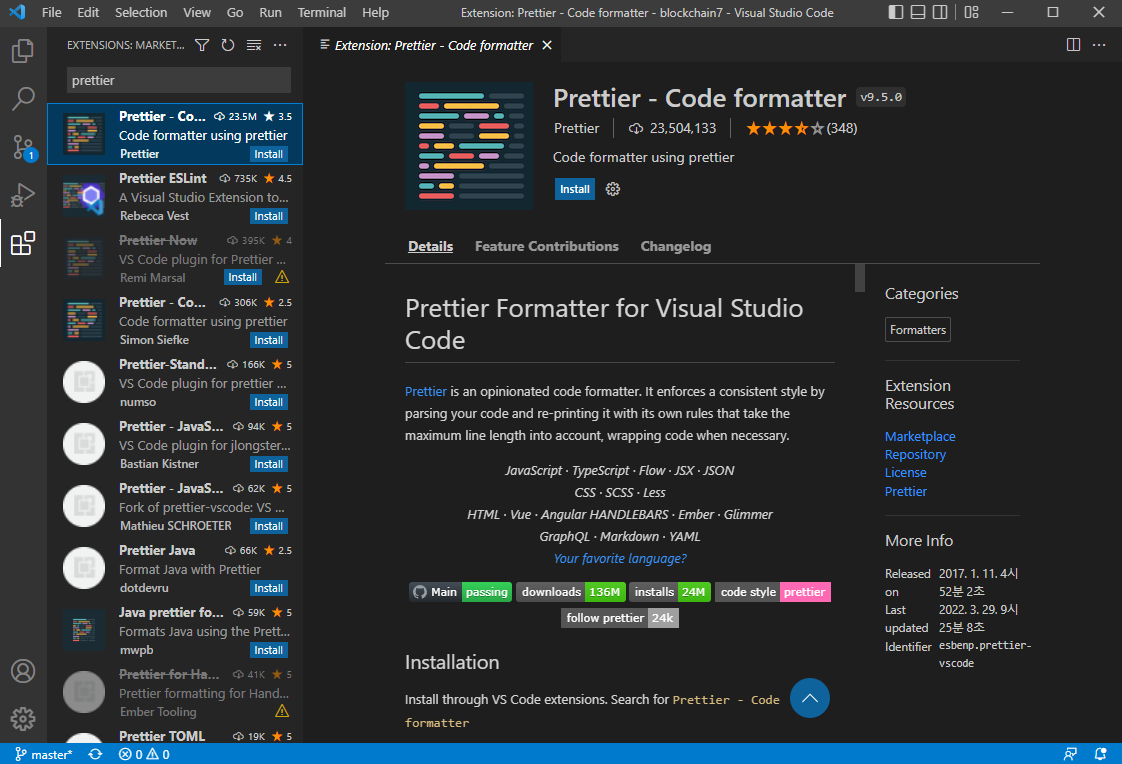 File Edit Selection View Go Run Terminal Help Extension: Prettier - Code formatter - blockchain7 - Visual Studio Code
EXTENSIONS: MARKET...
prettier
Prettier - Co... 23.5M ★ 3.5
Code formatter using prettier
Prettier Install
Prettier ESLint 735K ★ 4.5
A Visual Studio Extension to...
Rebecca Vest Install
Prettier Now 395K ★ 4
VS Code plugin for Prettier ...
Remi Marsal Install
Prettier - Co... 306K ★ 2.5
Code formatter using prettier
Simon Siefke Install
Prettier-Stand... 166K ★ 5
VS Code plugin for prettier ...
numso Install
Prettier - JavaS... 94K ★ 5
VS Code plugin for jlongster...
Bastian Kistner Install
Prettier - JavaS... 62K ★ 5
Fork of prettier-vscode: VS ...
Mathieu SCHROETER Install
Prettier Java 66K ★ 2.5
Format Java with Prettier
dotdevru Install
Java prettier fo... 59K ★ 5
Formats Java using the Prett...
mwpb Install
Prettier for Ha... 41K ★ 5
Prettier formatting for Hand...
Ember Tooling
Prettier TOML 19K ★ 5
1
Extension: Prettier - Code formatter
Prettier - Code formatter v9.5.0
Prettier 23,504,133 (348)
Code formatter using prettier
Install
Details Feature Contributions Changelog
Prettier Formatter for Visual Studio
Code
Prettier is an opinionated code formatter. It enforces a consistent style by
parsing your code and re-printing it with its own rules that take the
maximum line length into account, wrapping code when necessary.
JavaScript · TypeScript · Flow · JSX · JSON
CSS · SCSS · Less
HTML · Vue · Angular HANDLEBARS · Ember · Glimmer
GraphQL · Markdown · YAML
Your favorite language?
Main passing downloads 136M installs 24M code style prettier
follow prettier 24k
Installation
Install through VS Code extensions. Search for Prettier - Code
formatter
Categories
Formatters
Extension
Resources
Marketplace
Repository
License
Prettier
More Info
Released 2017. 1. 11. 4시
on 52분 2초
Last 2022. 3. 29. 9시
updated 25분 8초
Identifier esbenp.prettier-
vscode
master* 0 0